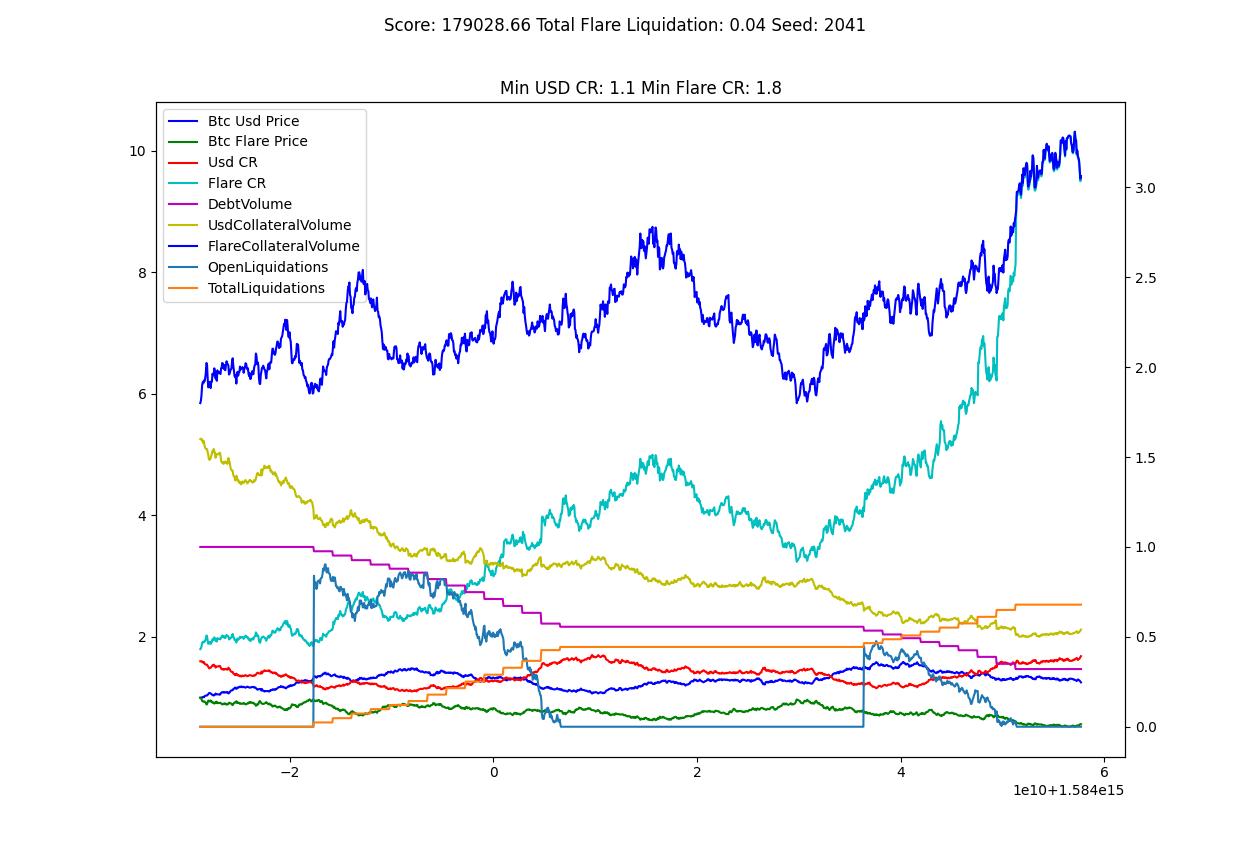 Score: 179028.66 Total Flare Liquidation: 0.04 Seed: 2041
Min USD CR: 1.1 Min Flare CR: 1.8
Btc Usd Price
Btc Flare Price
Usd CR
Flare CR
DebtVolume
UsdCollateralVolume
FlareCollateralVolume
OpenLiquidations
TotalLiquidations
10
8
6
4
2
3.0
2.5
2.0
1.5
1.0
0.5
0.0
−2 0 2 4 6
1e10+1.584e15